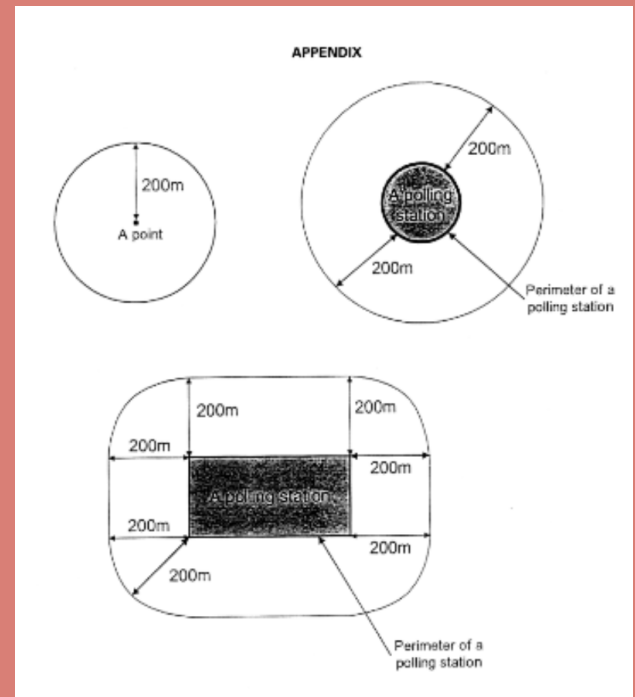 APPENDIX
200m
A point
200m
A polling
station
200m
Perimeter of a
polling station
200m
200m
200m
200m
A polling station
200m
200m
200m
Perimeter of a
polling station